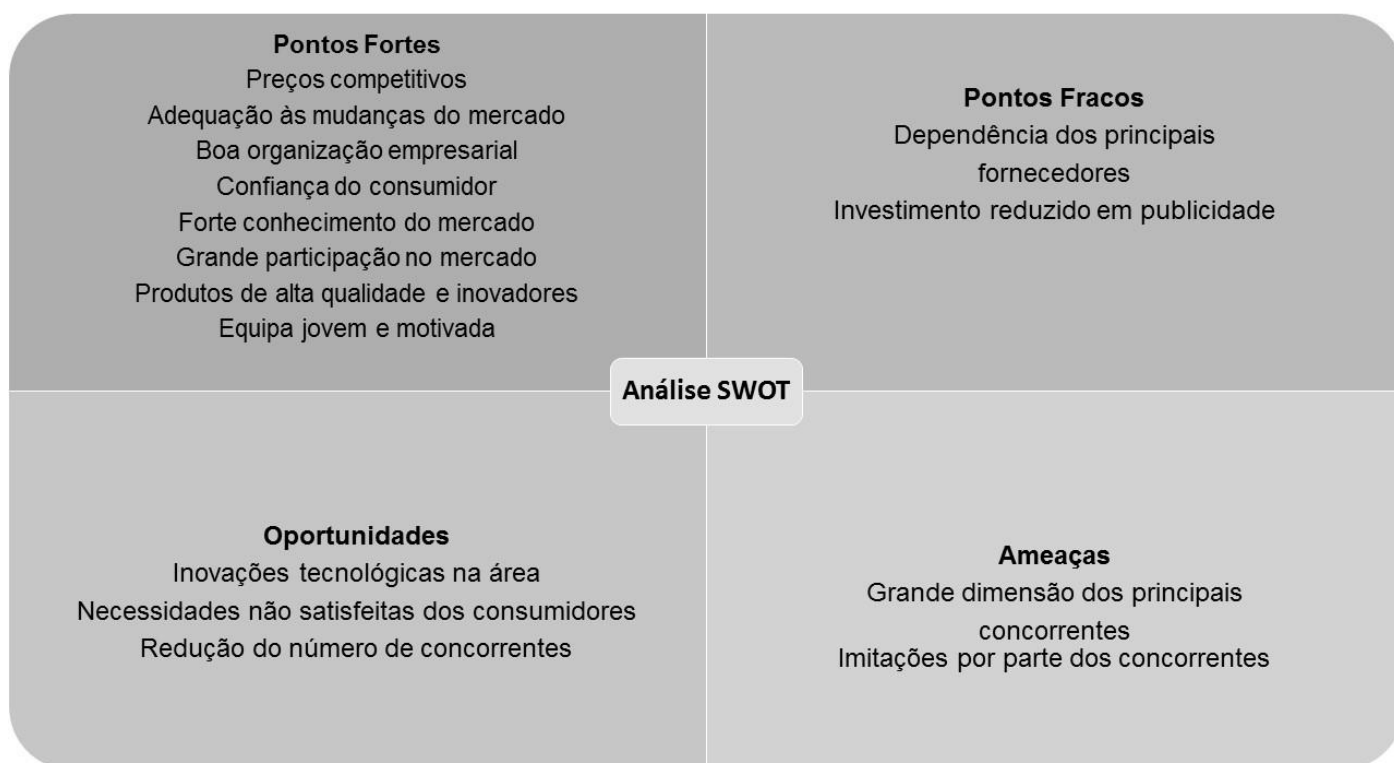 Pontos Fortes
Preços competitivos
Adequação às mudanças do mercado
Boa organização empresarial
Confiança do consumidor
Forte conhecimento do mercado
Grande participação no mercado
Produtos de alta qualidade e inovadores
Equipa jovem e motivada
Pontos Fracos
Dependência dos principais
fornecedores
Investimento reduzido em publicidade
Análise SWOT
Oportunidades
Inovações tecnológicas na área
Necessidades não satisfeitas dos consumidores
Redução do número de concorrentes
Ameaças
Grande dimensão dos principais
concorrentes
Imitações por parte dos concorrentes